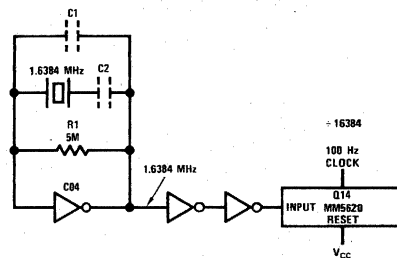 C1
1.6384 MHz
C2
R1
5M
C04
1.6384 MHz
÷16384
100 Hz
CLOCK
Q14
INPUT MM5629
RESET
VCC